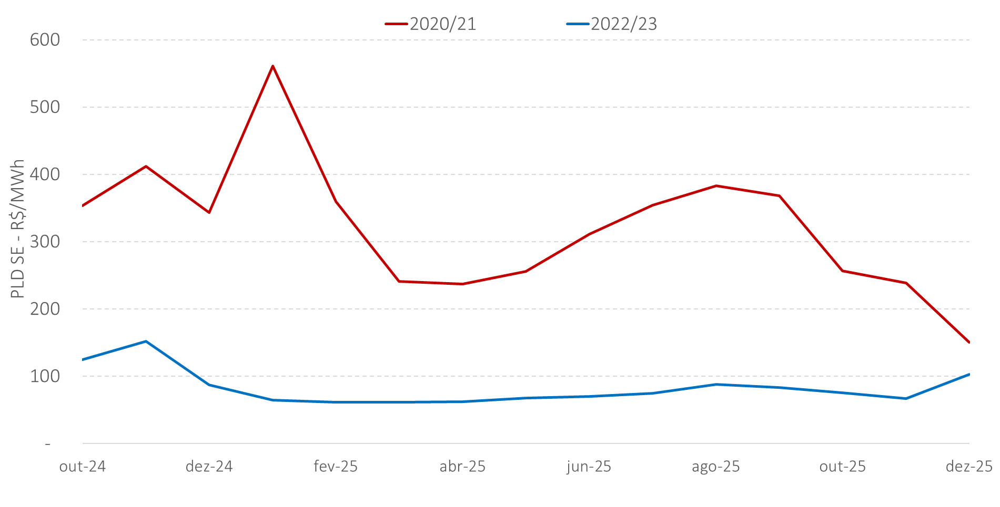 2020/21
2022/23
PLD SE - R$/MWh
600
500
400
300
200
100
-
out-24
dez-24
fev-25
abr-25
jun-25
ago-25
out-25
dez-25